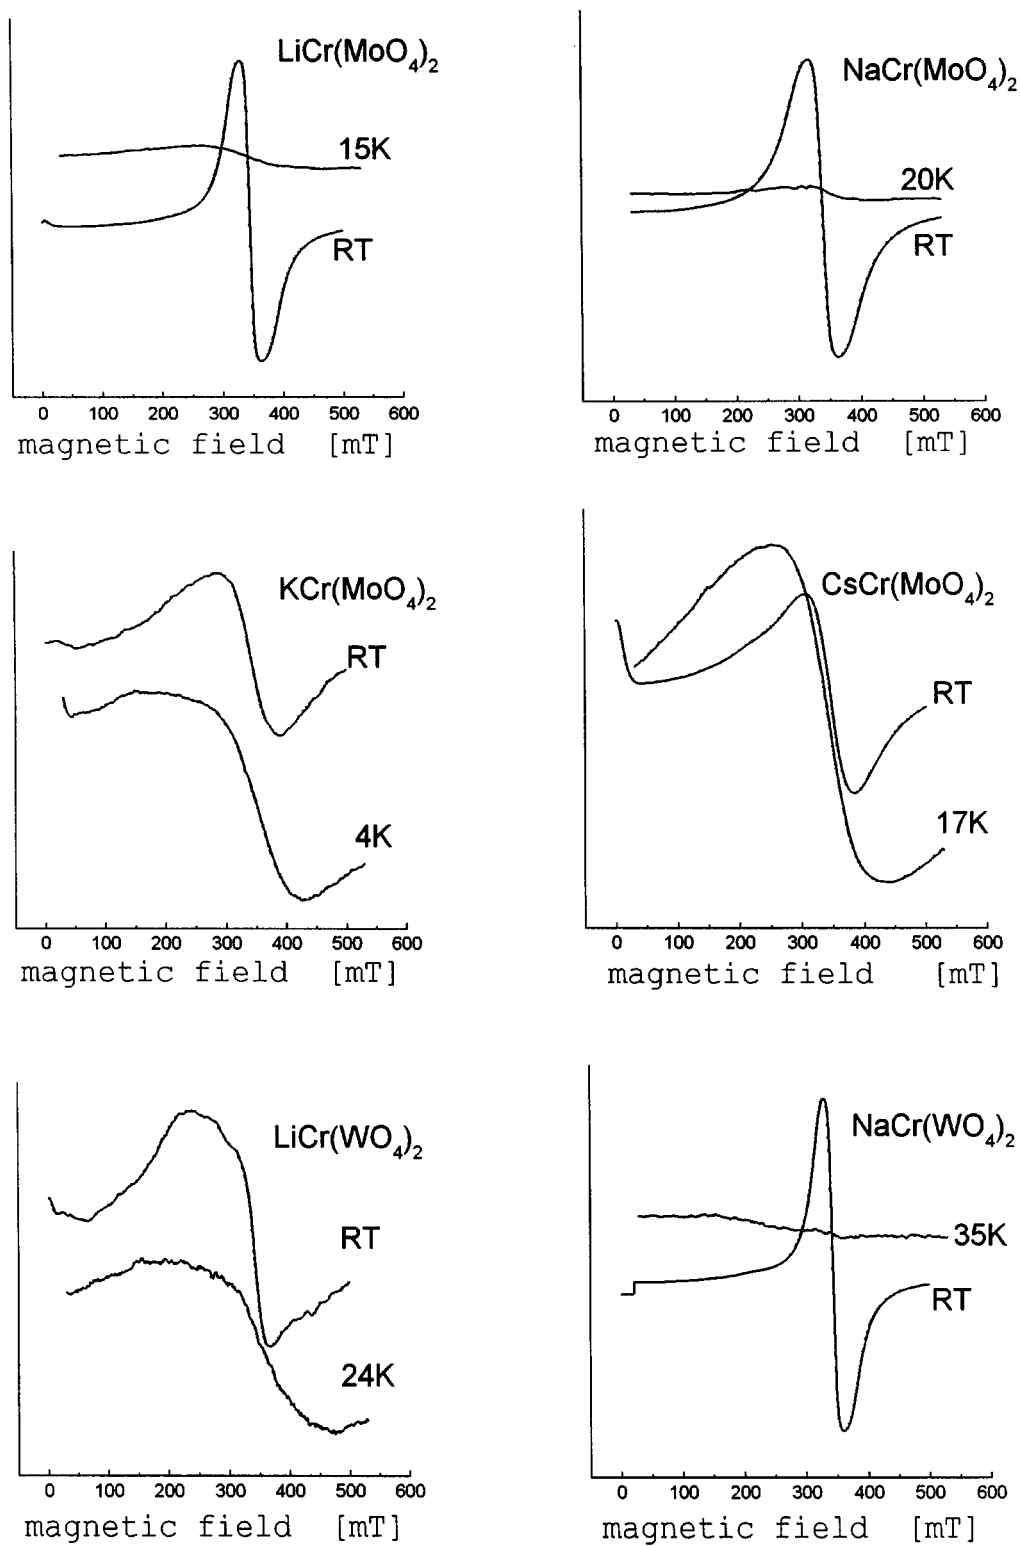 LiCr(MoO4)2
15K
RT
0 100 200 300 400 500 600
magnetic field [mT]
NaCr(MoO4)2
20K
RT
0 100 200 300 400 500 600
magnetic field [mT]
KCr(MoO4)2
RT
4K
0 100 200 300 400 500 600
magnetic field [mT]
CsCr(MoO4)2
RT
17K
0 100 200 300 400 500 600
magnetic field [mT]
LiCr(WO4)2
RT
24K
0 100 200 300 400 500 600
magnetic field [mT]
NaCr(WO4)2
35K
RT
0 100 200 300 400 500 600
magnetic field [mT]